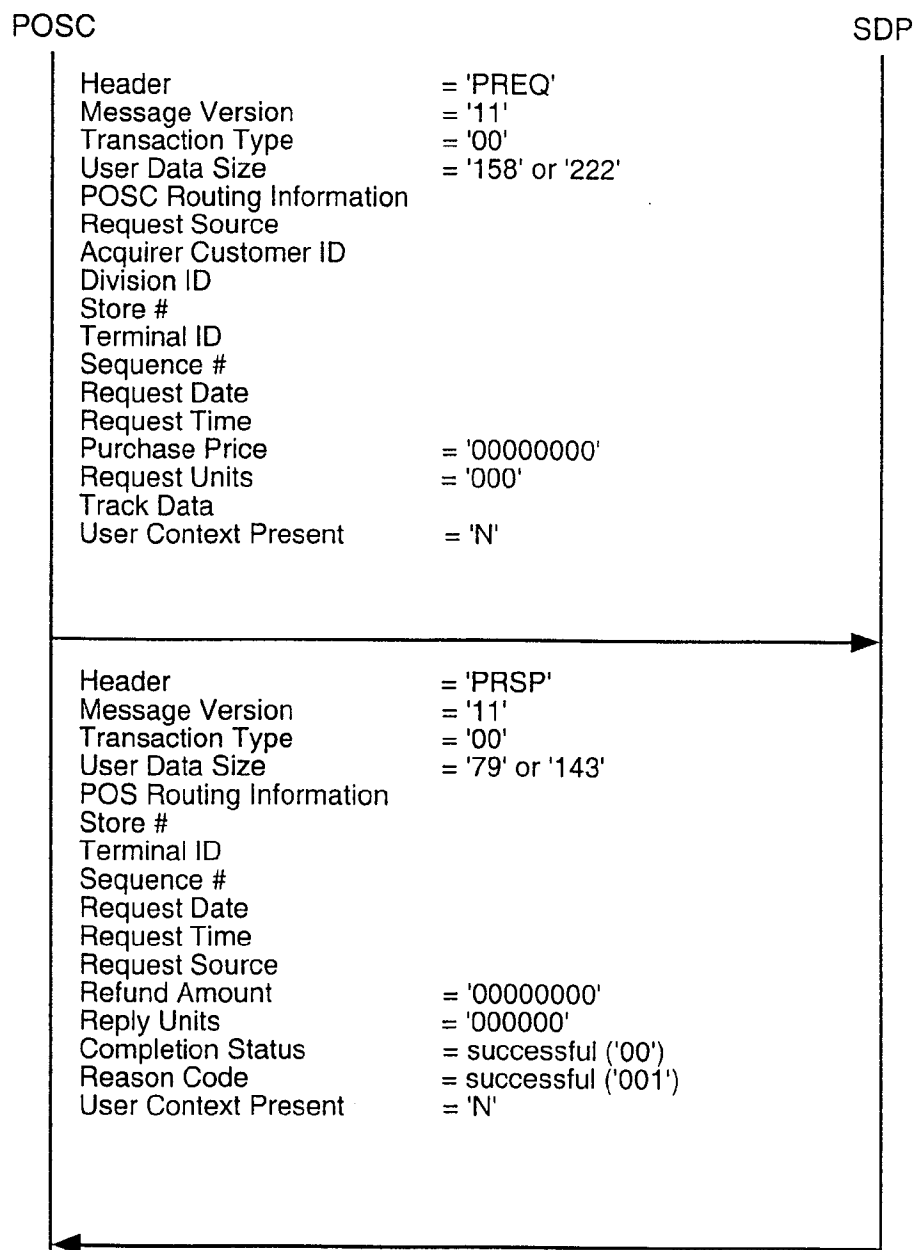 POSC SDP
Header = 'PREQ'
Message Version = '11'
Transaction Type = '00'
User Data Size = '158' or '222'
POSC Routing Information
Request Source
Acquirer Customer ID
Division ID
Store #
Terminal ID
Sequence #
Request Date
Request Time
Purchase Price = '00000000'
Request Units = '000'
Track Data
User Context Present = 'N'
Header = 'PRSP'
Message Version = '11'
Transaction Type = '00'
User Data Size = '79' or '143'
POS Routing Information
Store #
Terminal ID
Sequence #
Request Date
Request Time
Request Source
Refund Amount = '00000000'
Reply Units = '000000'
Completion Status = successful ('00')
Reason Code = successful ('001')
User Context Present = 'N'